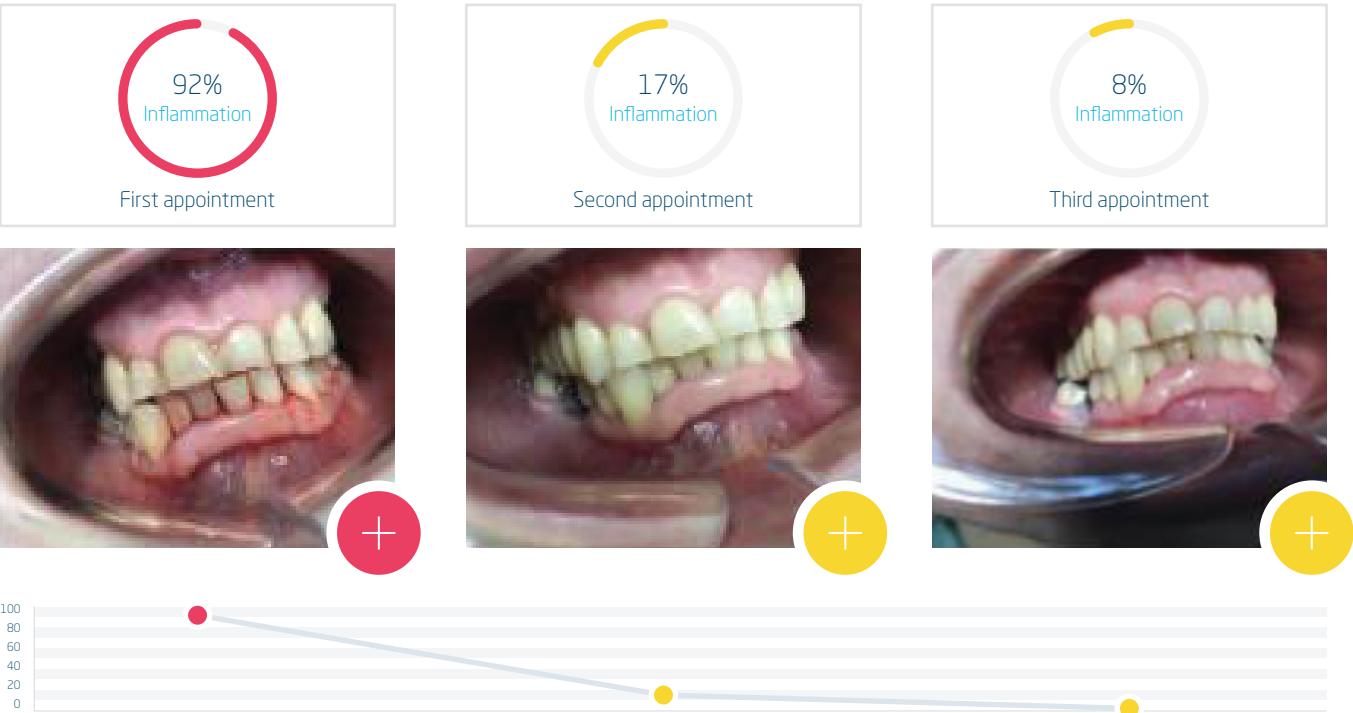 92%
Inflammation
First appointment
17%
Inflammation
Second appointment
8%
Inflammation
Third appointment
100
80
60
40
20
0